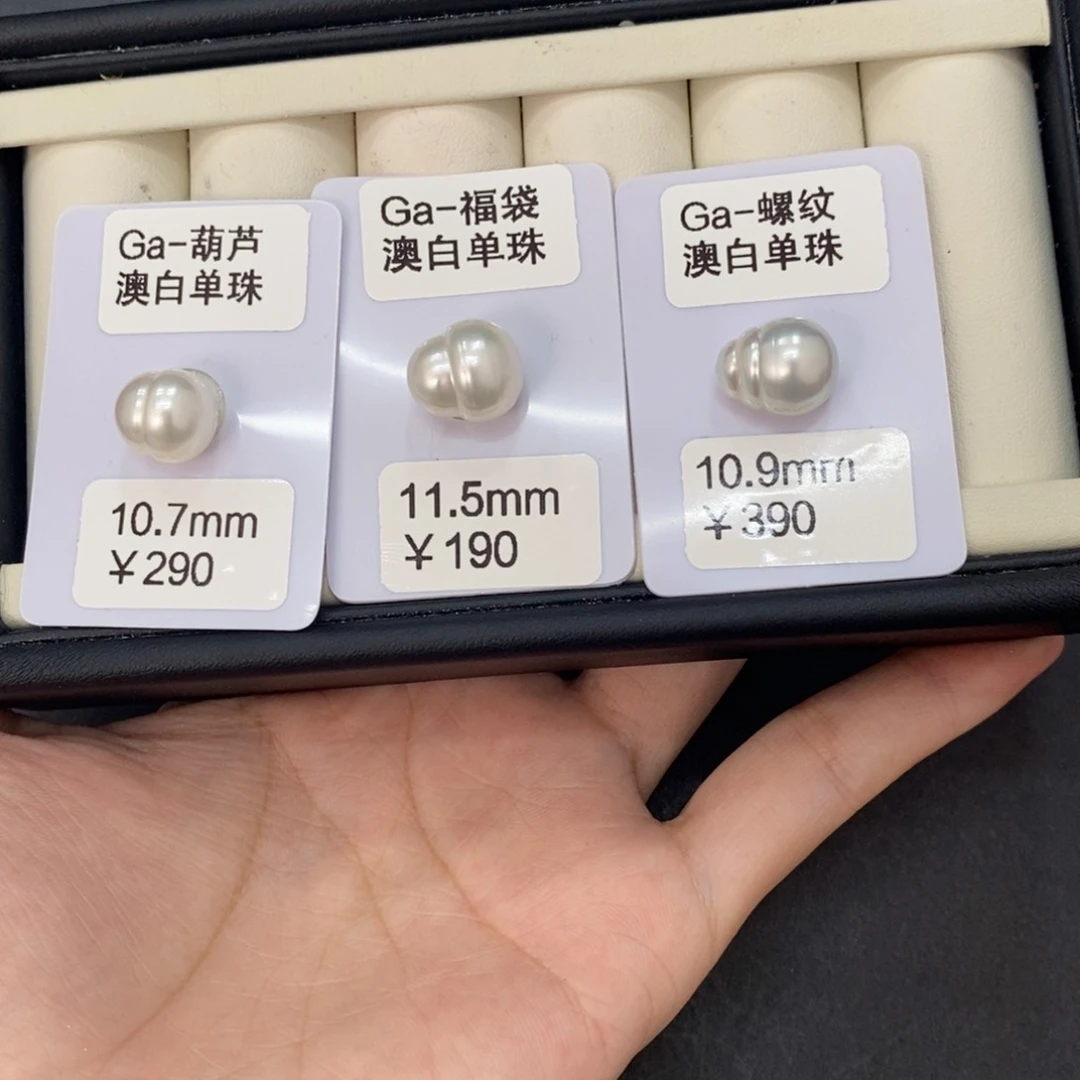 Ga-葫芦
澳白单珠
10.7mm
￥290
Ga-福袋
澳白单珠
11.5mm
￥190
Ga-螺纹
澳白单珠
10.9mm
￥390